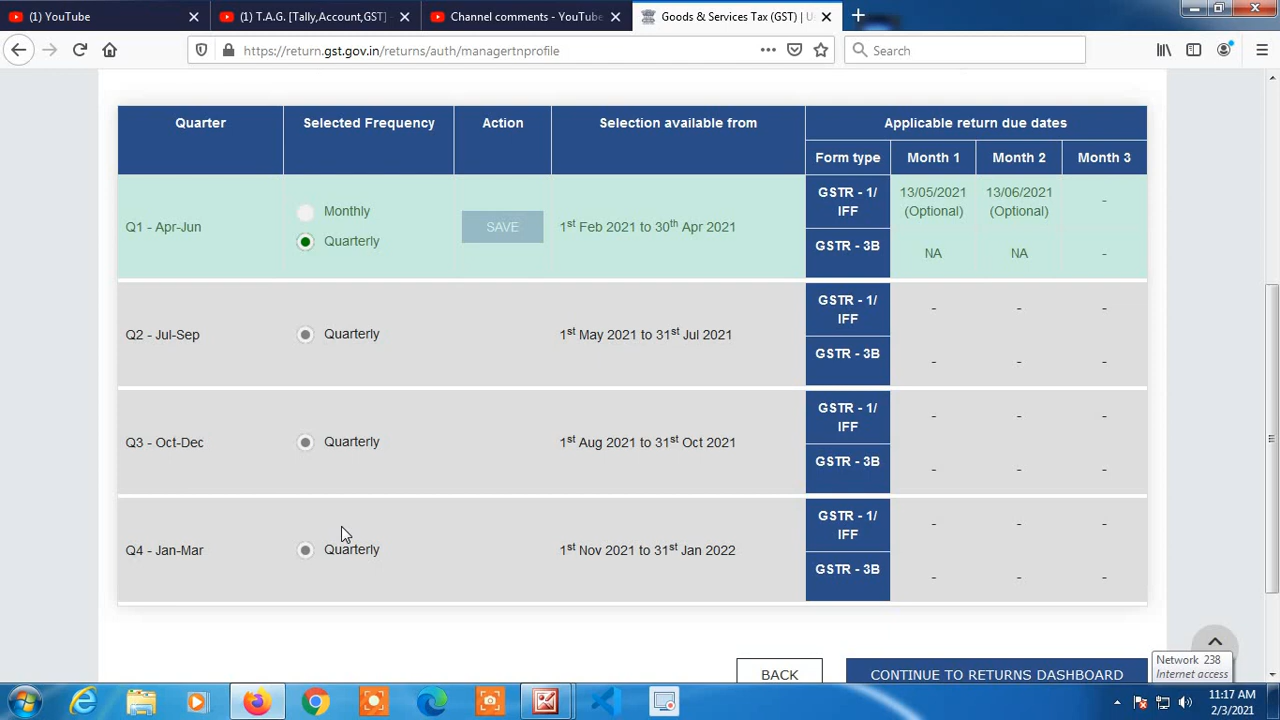 (1) YouTube
(1) T.A.G. [Tally,Account,GST]
Channel comments - YouTube
Goods & Services Tax (GST) | U
https://return.gst.gov.in/returns/auth/managertnprofile
Search
Quarter
Selected Frequency
Action
Selection available from
Applicable return due dates
Form type
Month 1
Month 2
Month 3
Q1 - Apr-Jun
Monthly
Quarterly
SAVE
1st Feb 2021 to 30th Apr 2021
GSTR - 1/
IFF
13/05/2021
(Optional)
13/06/2021
(Optional)
-
GSTR - 3B
NA
NA
-
Q2 - Jul-Sep
Quarterly
1st May 2021 to 31st Jul 2021
GSTR - 1/
IFF
-
-
-
GSTR - 3B
-
-
-
Q3 - Oct-Dec
Quarterly
1st Aug 2021 to 31st Oct 2021
GSTR - 1/
IFF
-
-
-
GSTR - 3B
-
-
-
Q4 - Jan-Mar
Quarterly
1st Nov 2021 to 31st Jan 2022
GSTR - 1/
IFF
-
-
-
GSTR - 3B
-
-
-
BACK
CONTINUE TO RETURNS DASHBOARD
Network 238
Internet access
11:17 AM
2/3/2021